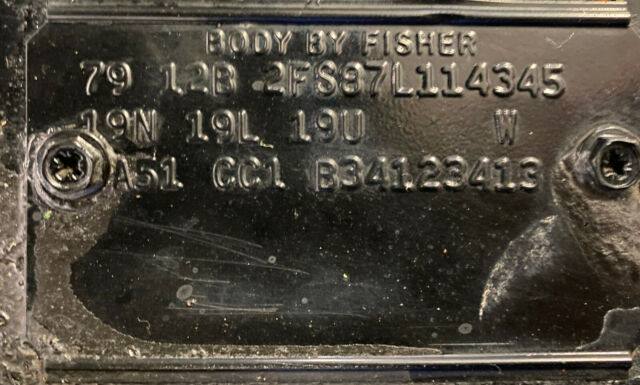 BODY BY FISHER
79 12B 2FS87L114345
19N 19L 19U W
A51 CC1 B34123413